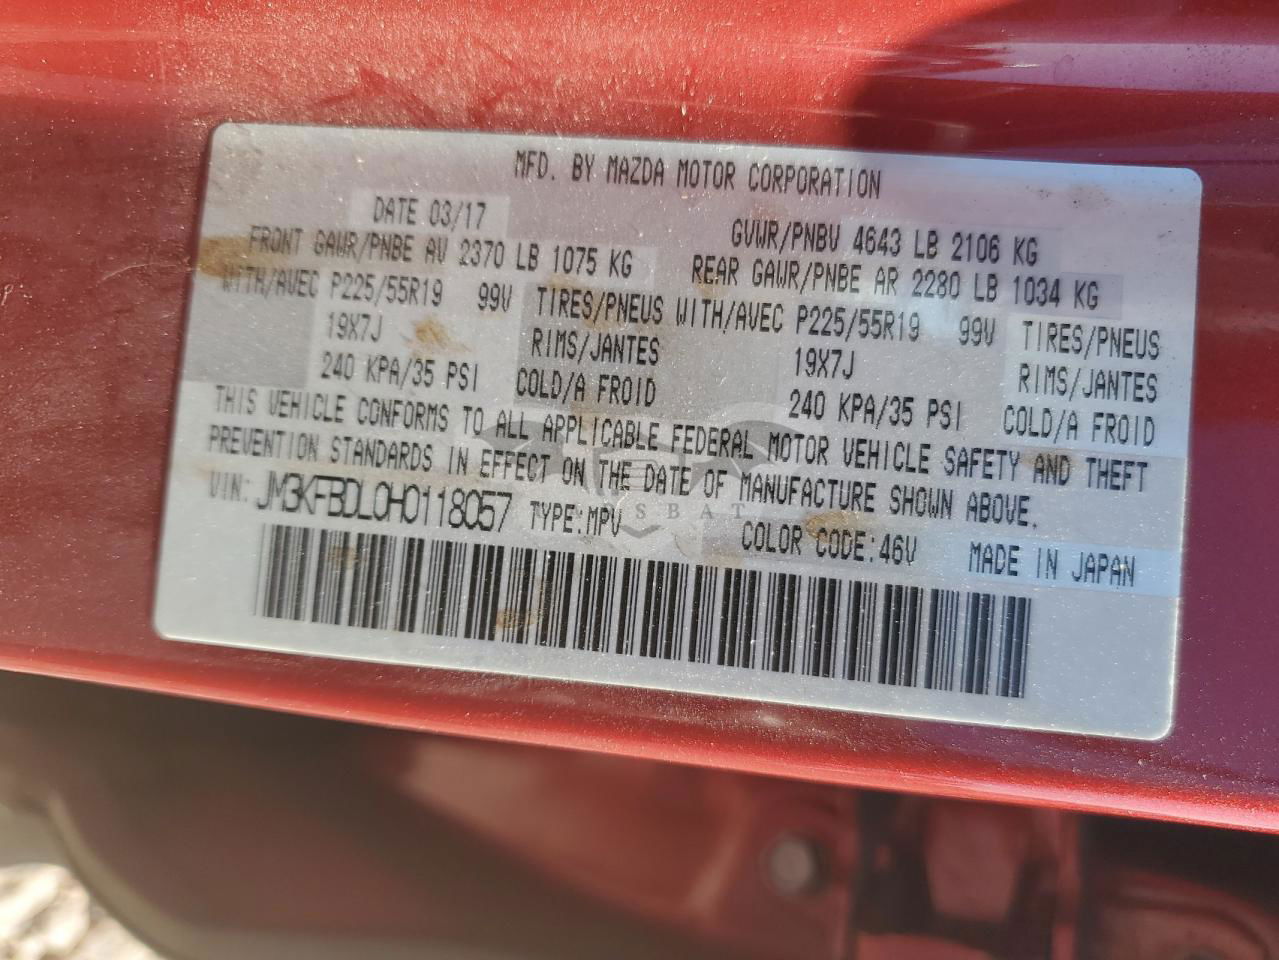 MFD. BY MAZDA MOTOR CORPORATION
DATE 03/17 GVWR/PNBV 4643 LB 2106 KG
FRONT GAWR/PNBE AV 2370 LB 1075 KG REAR GAWR/PNBE AR 2280 LB 1034 KG
WITH/AVEC P225/55R19 99V TIRES/PNEUS WITH/AVEC P225/55R19 99V TIRES/PNEUS
19X7J RIMS/JANTES 19X7J RIMS/JANTES
240 KPA/35 PSI COLD/A FROID 240 KPA/35 PSI COLD/A FROID
THIS VEHICLE CONFORMS TO ALL APPLICABLE FEDERAL MOTOR VEHICLE SAFETY AND THEFT
PREVENTION STANDARDS IN EFFECT ON THE DATE OF MANUFACTURE SHOWN ABOVE.
VIN: JM3KFBDL0H0118057 TYPE:MPV COLOR CODE:46V MADE IN JAPAN